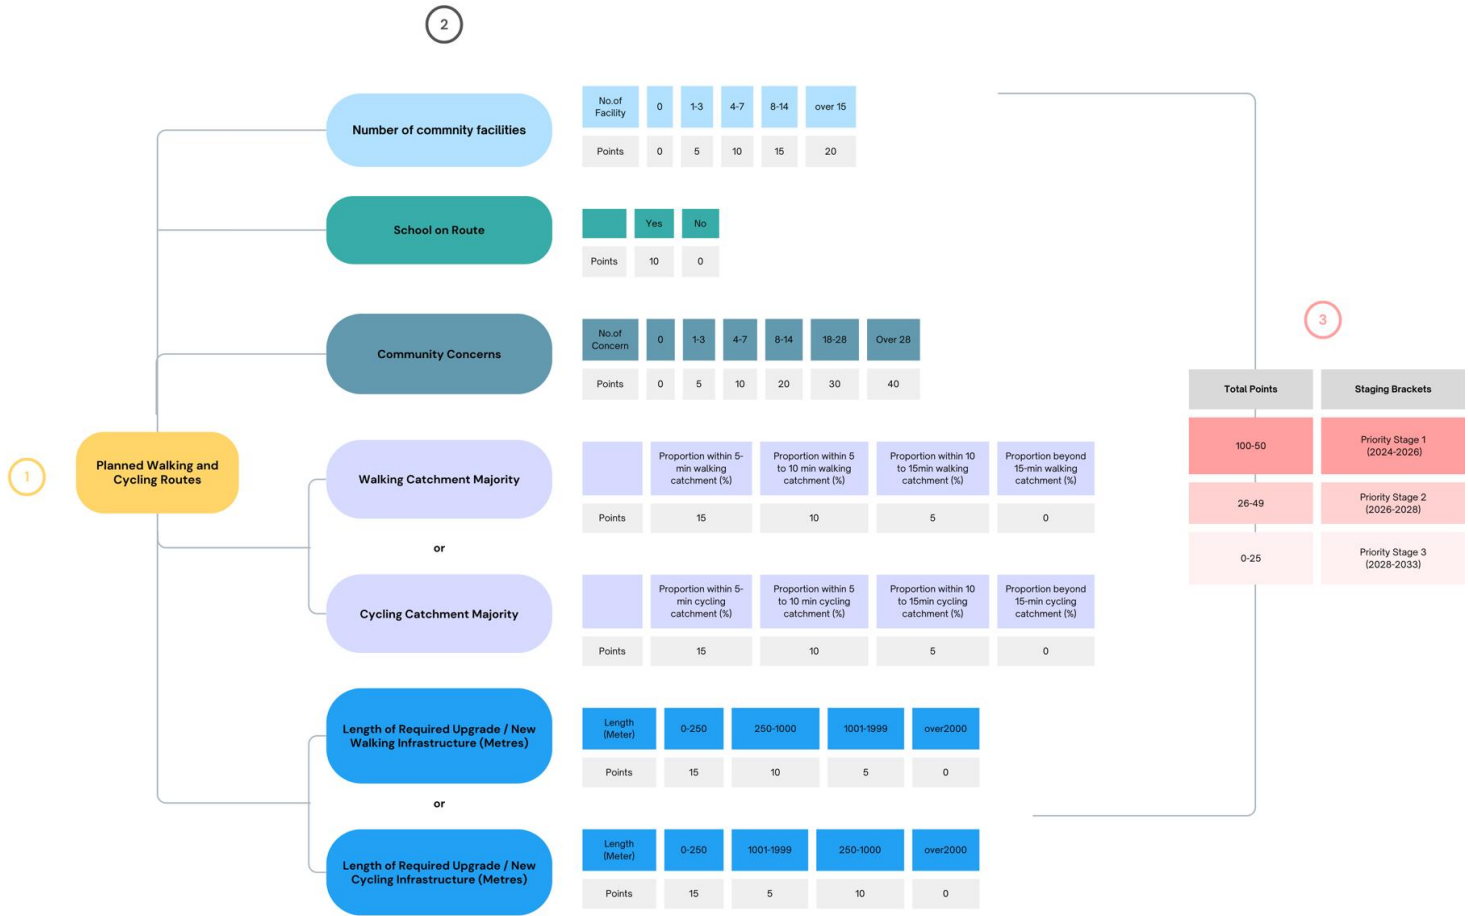 2
Number of commnity facilities
No.of
Facility
0
1-3
4-7
8-14
over 15
Points
0
5
10
15
20
School on Route
Yes
No
Points
10
0
Community Concerns
No.of
Concern
0
1-3
4-7
8-14
18-28
Over 28
Points
0
5
10
20
30
40
1
Planned Walking and
Cycling Routes
Walking Catchment Majority
Proportion within 5-
min walking
catchment (%)
Proportion within 5
to 10 min walking
catchment (%)
Proportion within 10
to 15min walking
catchment (%)
Proportion beyond
15-min walking
catchment (%)
Points
15
10
5
0
or
Cycling Catchment Majority
Proportion within 5-
min cycling
catchment (%)
Proportion within 5
to 10 min cycling
catchment (%)
Proportion within 10
to 15min cycling
catchment (%)
Proportion beyond
15-min cycling
catchment (%)
Points
15
10
5
0
Length of Required Upgrade / New
Walking Infrastructure (Metres)
Length
(Meter)
0-250
250-1000
1001-1999
over2000
Points
15
10
5
0
or
Length of Required Upgrade / New
Cycling Infrastructure (Metres)
Length
(Meter)
0-250
1001-1999
250-1000
over2000
Points
15
5
10
0
3
Total Points
Staging Brackets
100-50
Priority Stage 1
(2024-2026)
26-49
Priority Stage 2
(2026-2028)
0-25
Priority Stage 3
(2028-2033)